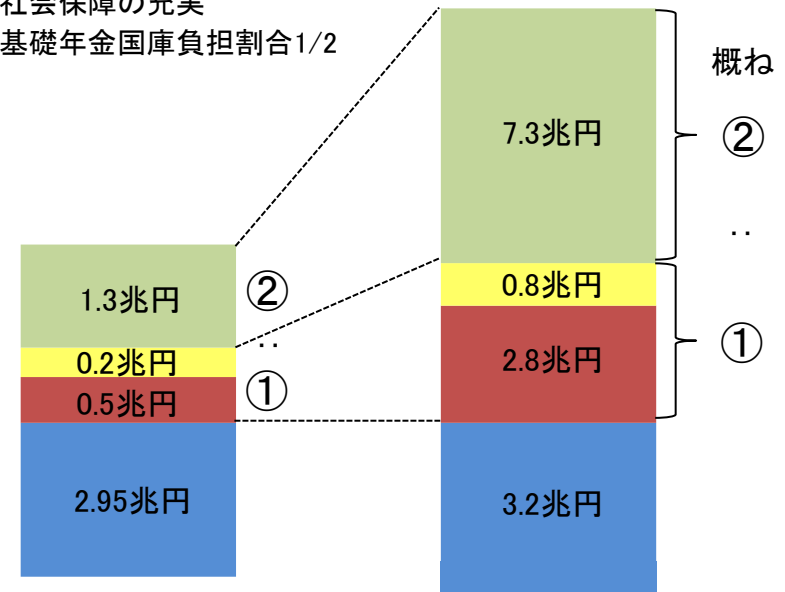 社会保障の充実
基礎年金国庫負担割合1/2
概ね
7.3兆円
②
:
0.8兆円
2.8兆円
①
3.2兆円
1.3兆円
②
:
0.2兆円
0.5兆円
①
2.95兆円